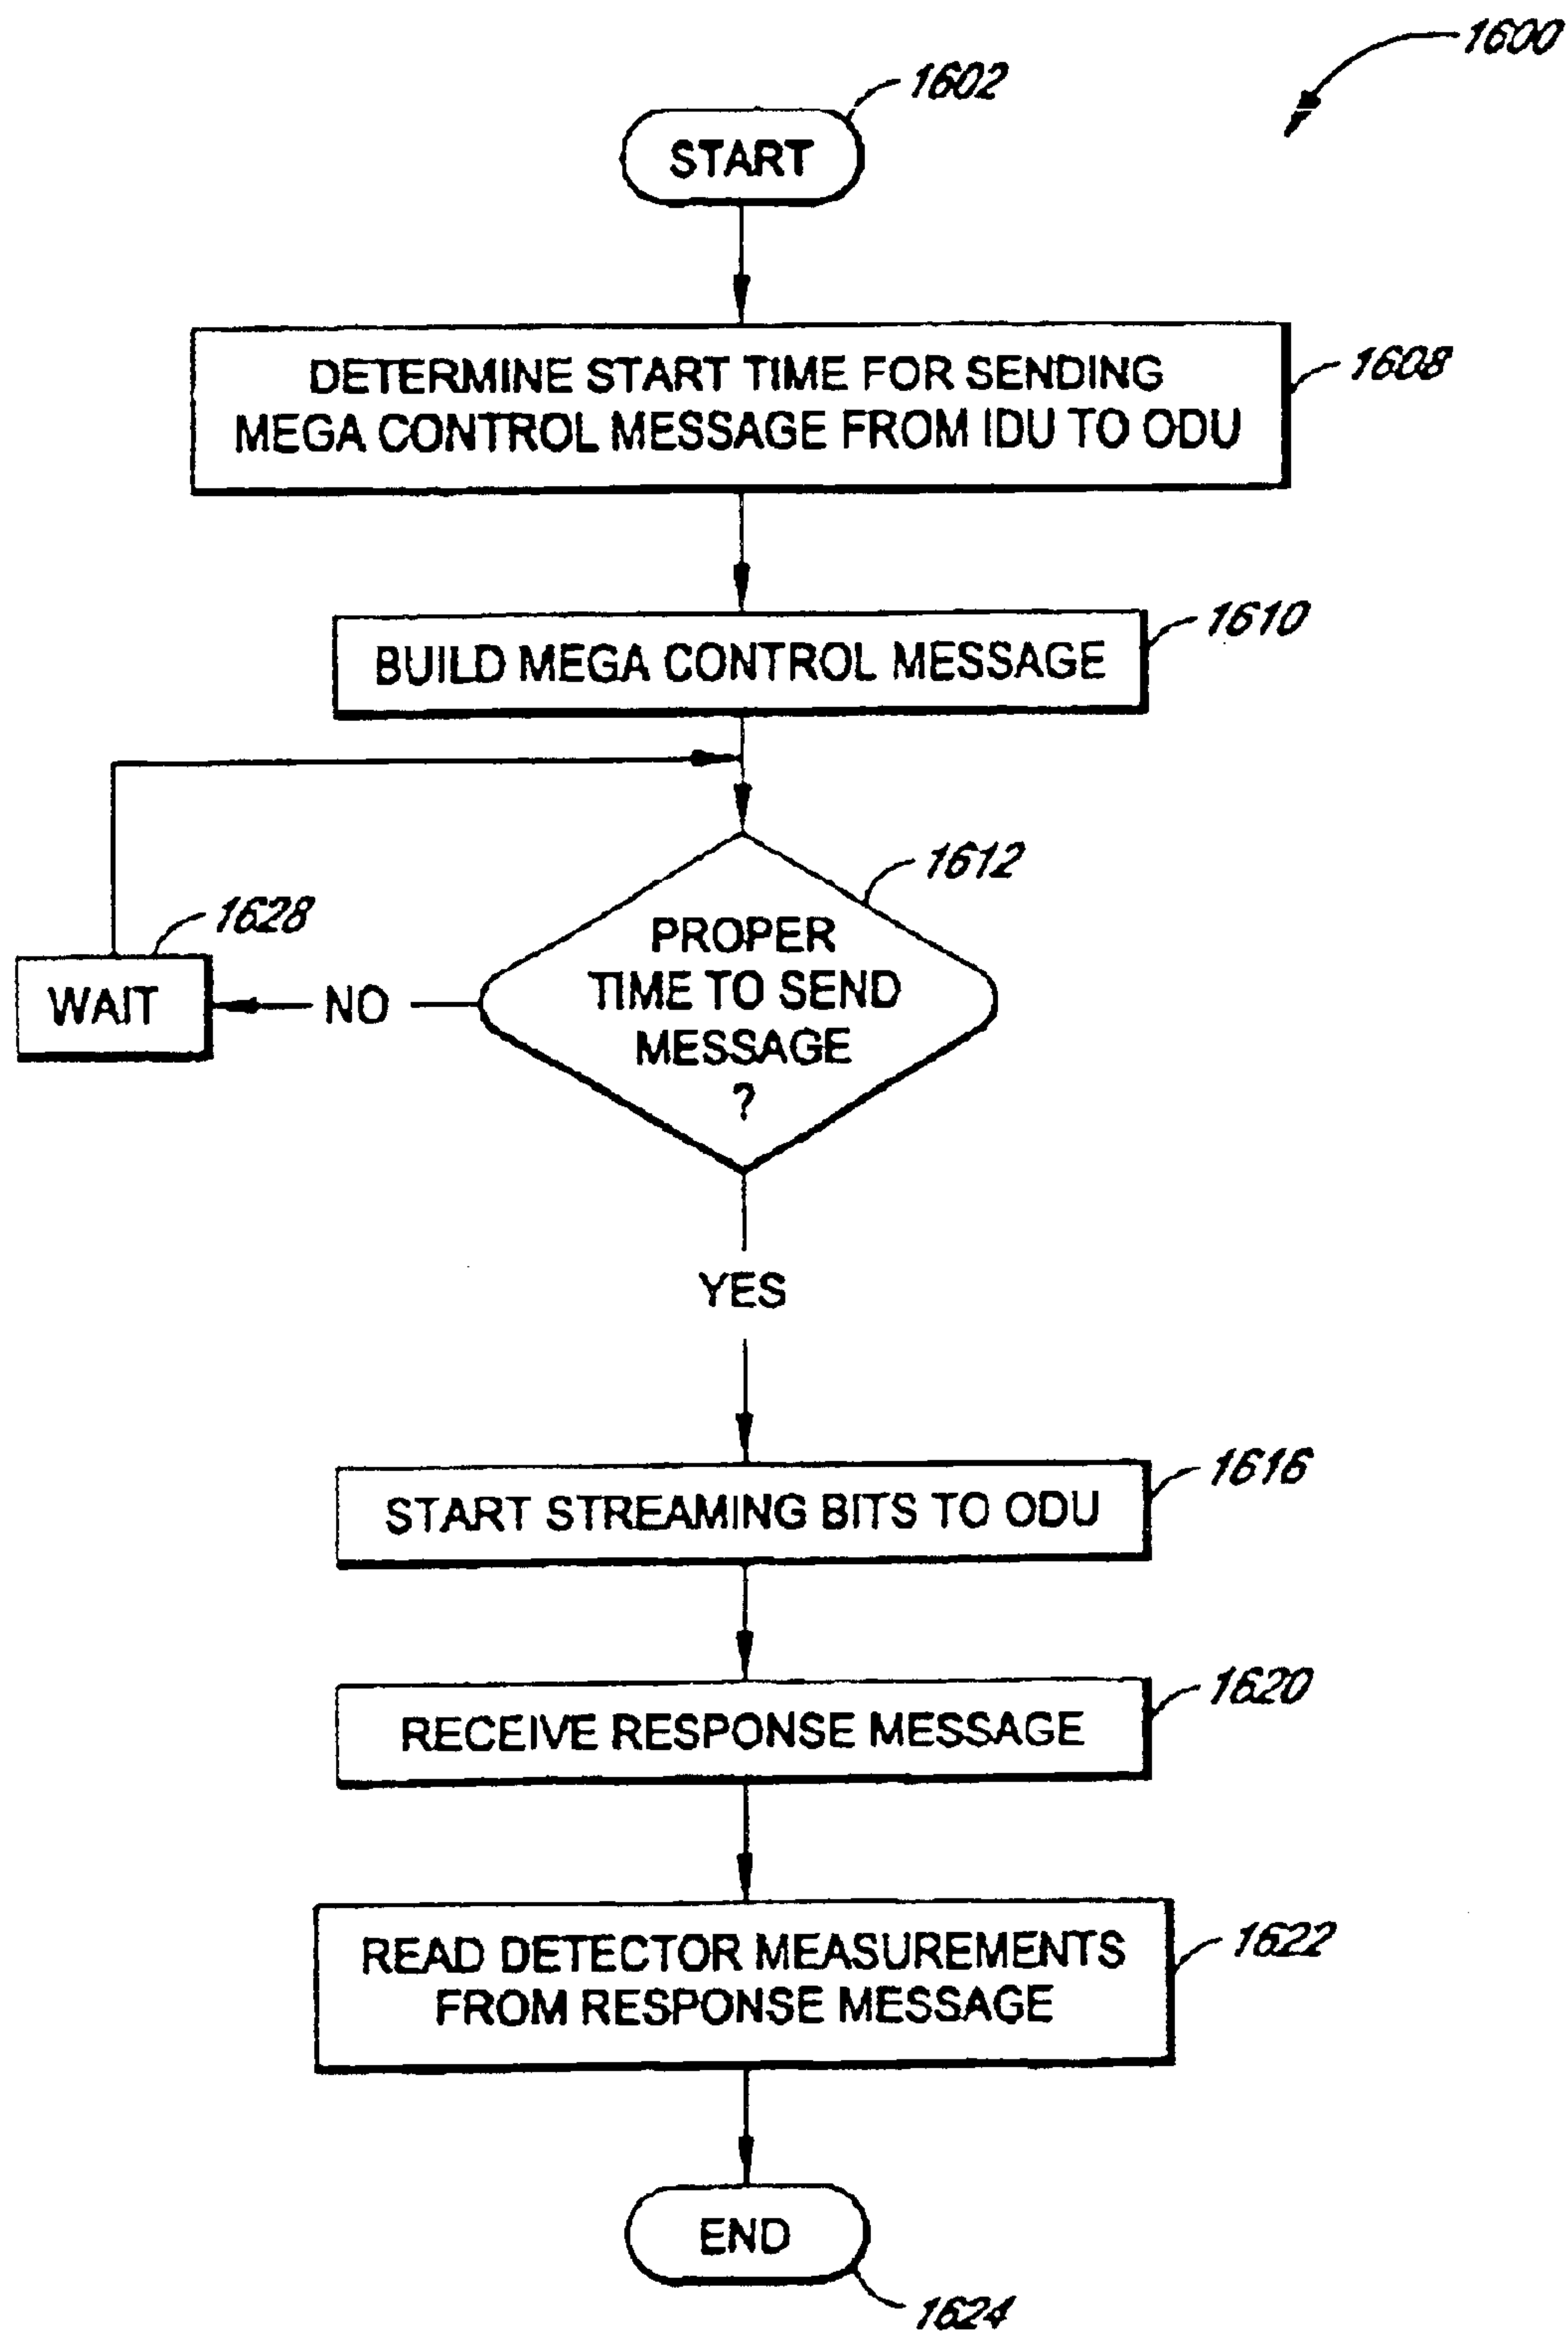 1600
1602
START
1608
DETERMINE START TIME FOR SENDING
MEGA CONTROL MESSAGE FROM IDU TO ODU
1610
BUILD MEGA CONTROL MESSAGE
1612
PROPER
TIME TO SEND
MESSAGE
?
1628
WAIT
NO
YES
1616
START STREAMING BITS TO ODU
1620
RECEIVE RESPONSE MESSAGE
1622
READ DETECTOR MEASUREMENTS
FROM RESPONSE MESSAGE
END
1624